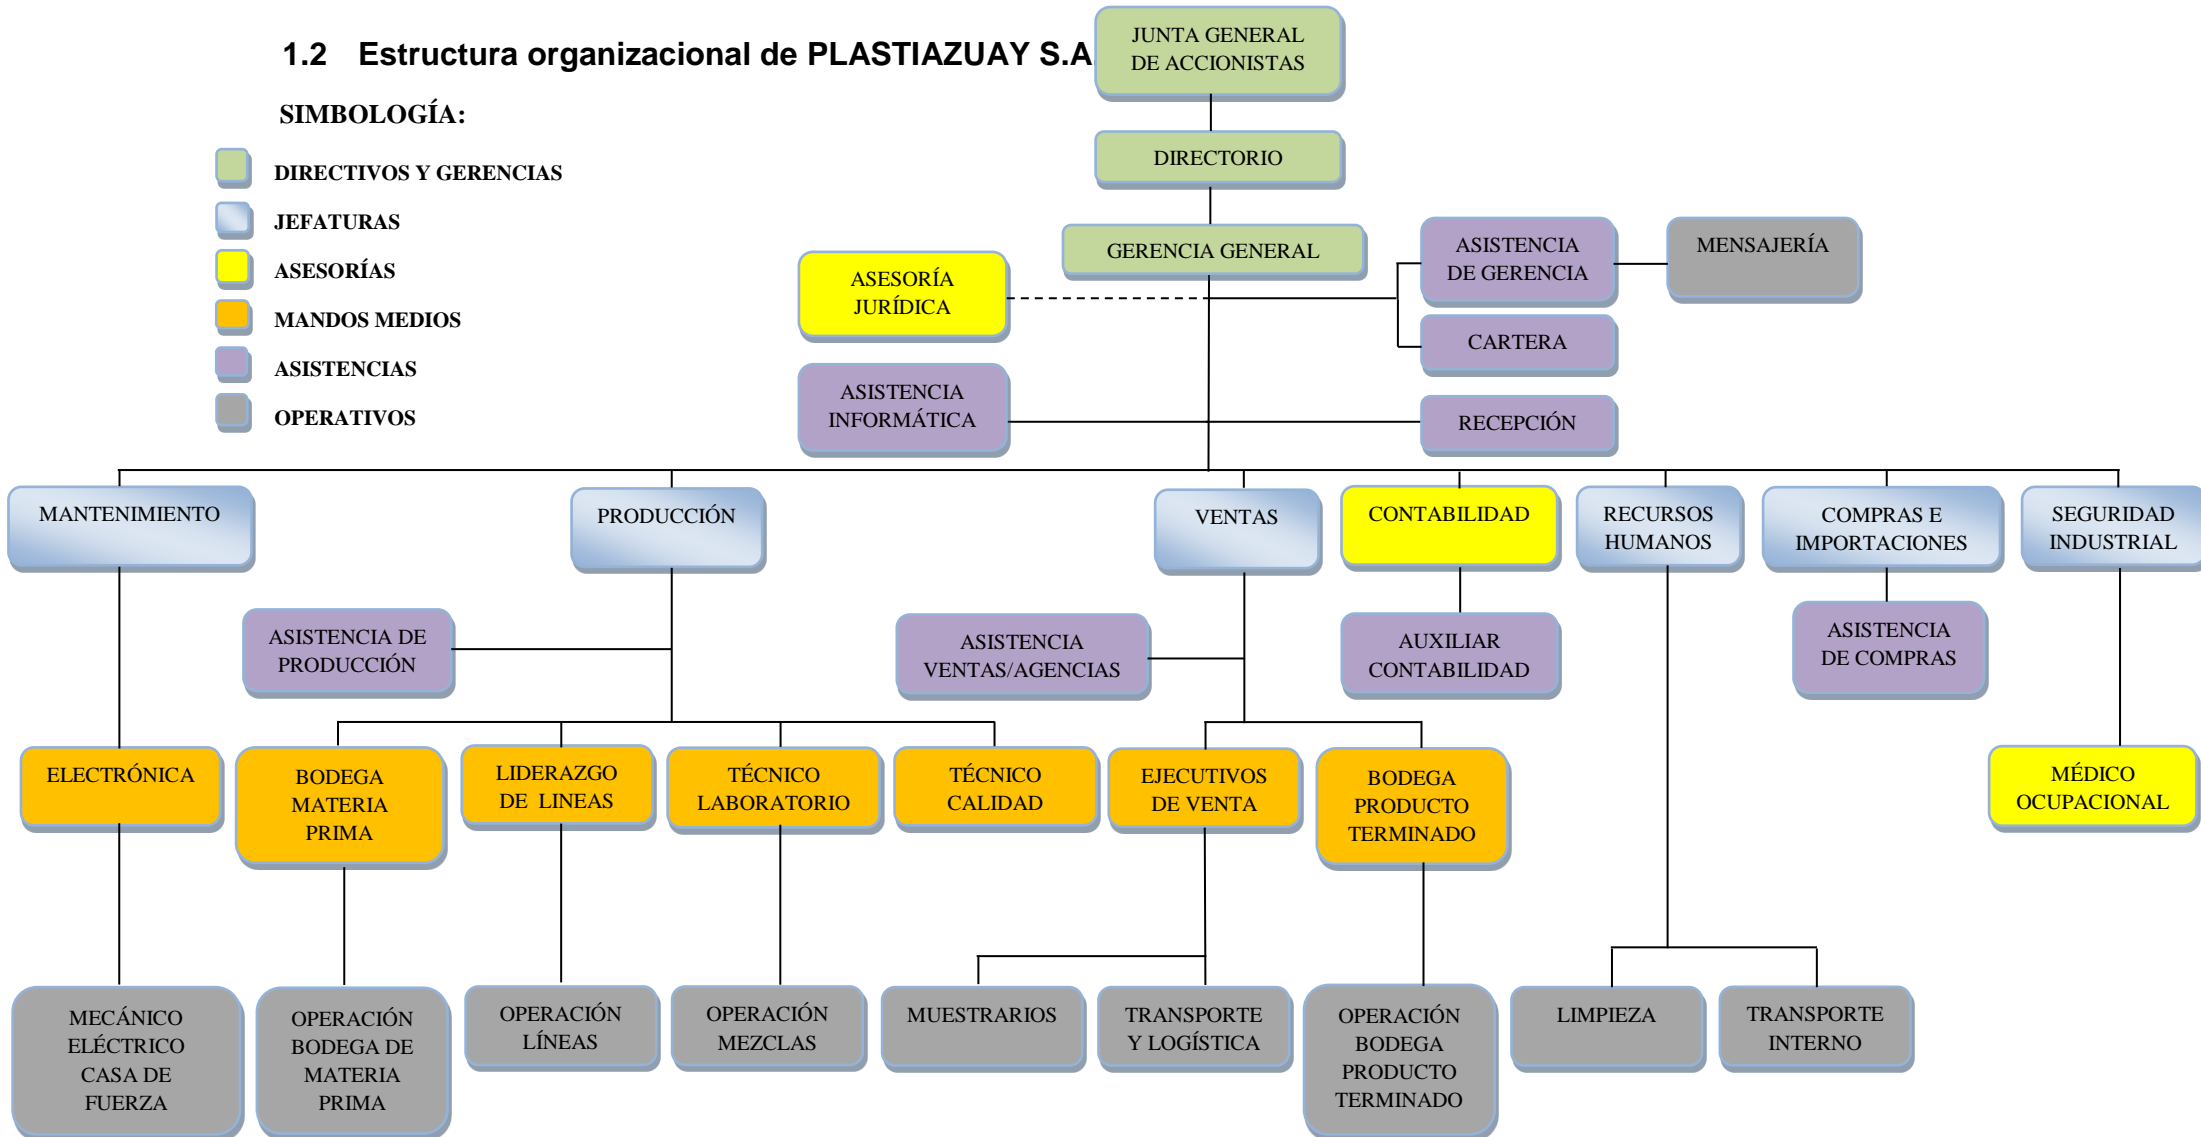 1.2 Estructura organizacional de PLASTIAZUAY S.A.
JUNTA GENERAL
DE ACCIONISTAS
SIMBOLOGÍA:
DIRECTIVOS Y GERENCIAS
JEFATURAS
ASESORÍAS
MANDOS MEDIOS
ASISTENCIAS
OPERATIVOS
DIRECTORIO
GERENCIA GENERAL
ASESORÍA
JURÍDICA
ASISTENCIA
DE GERENCIA
MENSAJERÍA
CARTERA
ASISTENCIA
INFORMÁTICA
RECEPCIÓN
MANTENIMIENTO
PRODUCCIÓN
VENTAS
CONTABILIDAD
RECURSOS
HUMANOS
COMPRAS E
IMPORTACIONES
SEGURIDAD
INDUSTRIAL
ASISTENCIA DE
PRODUCCIÓN
ASISTENCIA
VENTAS/AGENCIAS
AUXILIAR
CONTABILIDAD
ASISTENCIA
DE COMPRAS
ELECTRÓNICA
BODEGA
MATERIA
PRIMA
LIDERAZGO
DE LINEAS
TÉCNICO
LABORATORIO
TÉCNICO
CALIDAD
EJECUTIVOS
DE VENTA
BODEGA
PRODUCTO
TERMINADO
MÉDICO
OCUPACIONAL
MECÁNICO
ELÉCTRICO
CASA DE
FUERZA
OPERACIÓN
BODEGA DE
MATERIA
PRIMA
OPERACIÓN
LÍNEAS
OPERACIÓN
MEZCLAS
MUESTRARIOS
TRANSPORTE
Y LOGÍSTICA
OPERACIÓN
BODEGA
PRODUCTO
TERMINADO
LIMPIEZA
TRANSPORTE
INTERNO